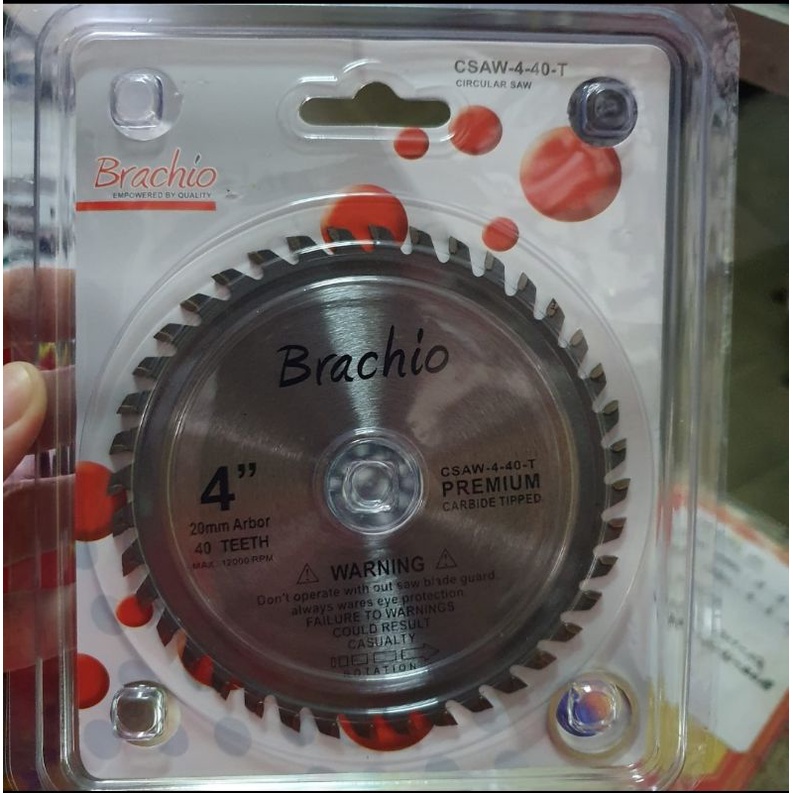 CSAW-4-40-T
CIRCULAR SAW
Brachio
EMPOWERED BY QUALITY
Brachio
4”
20mm Arbor
40 TEETH
MAX. 12000 RPM
CSAW-4-40-T
PREMIUM
CARBIDE TIPPED
WARNING
Don't operate with out saw blade guard,
always wares eye protection.
FAILURE TO WARNINGS
COULD RESULT
CASUALTY
ROTATION